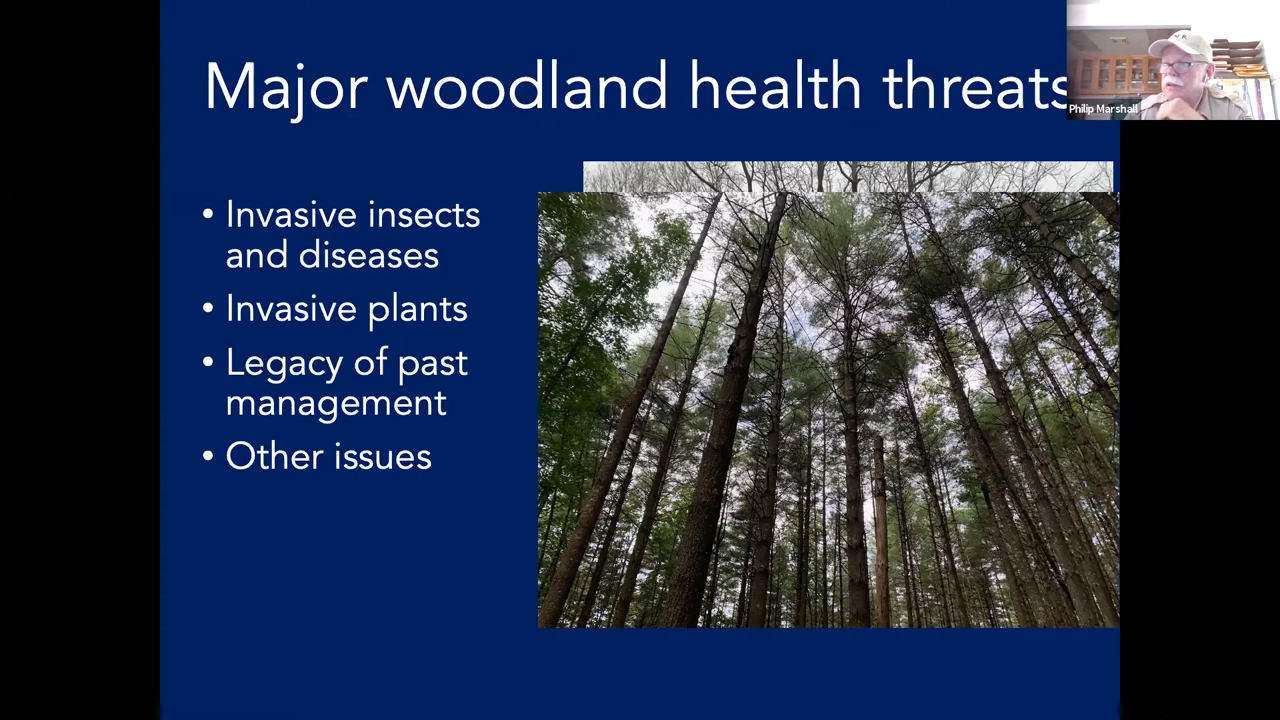 Major woodland health threats
Philip Marshall
• Invasive insects
and diseases
• Invasive plants
• Legacy of past
management
• Other issues